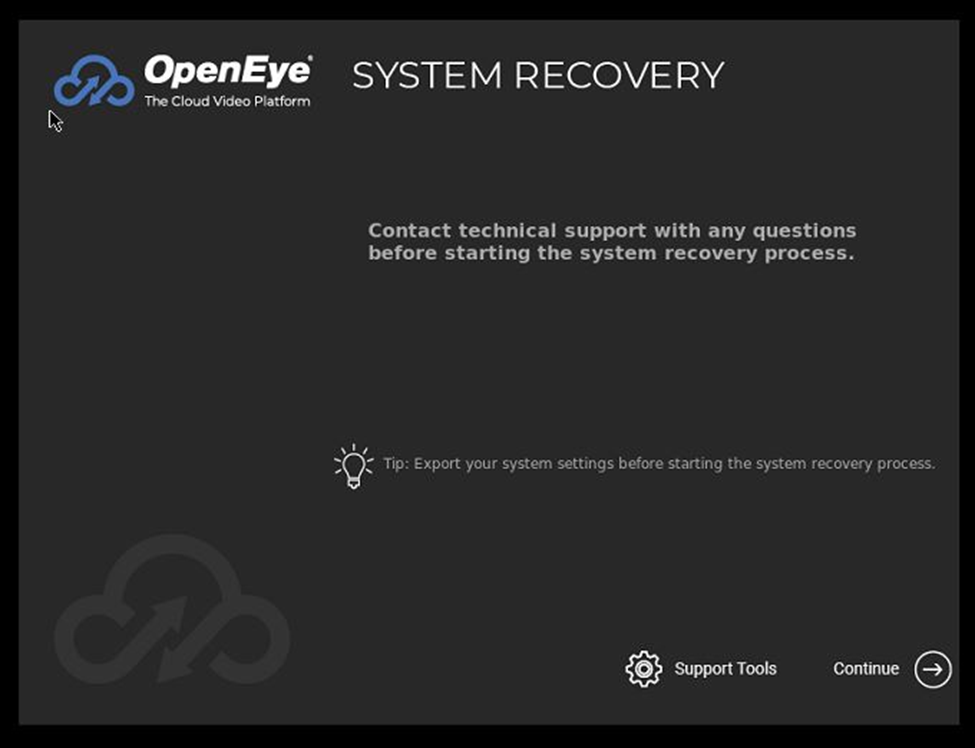 OpenEye®
The Cloud Video Platform
SYSTEM RECOVERY
Contact technical support with any questions
before starting the system recovery process.
Tip: Export your system settings before starting the system recovery process.
Support Tools
Continue